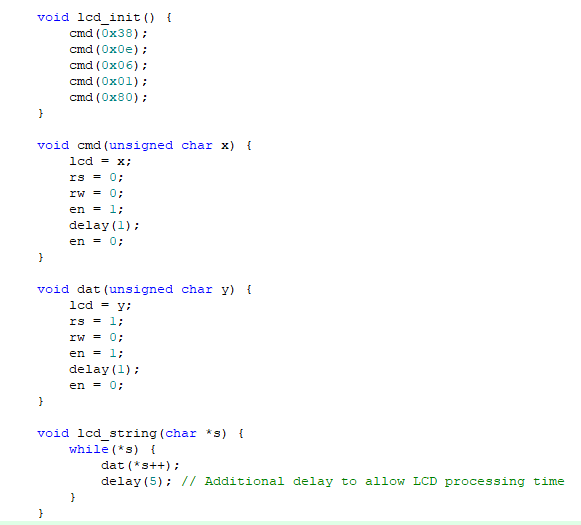 void lcd_init() {
    cmd(0x38);
    cmd(0x0e);
    cmd(0x06);
    cmd(0x01);
    cmd(0x80);
}

void cmd(unsigned char x) {
    lcd = x;
    rs = 0;
    rw = 0;
    en = 1;
    delay(1);
    en = 0;
}

void dat(unsigned char y) {
    lcd = y;
    rs = 1;
    rw = 0;
    en = 1;
    delay(1);
    en = 0;
}

void lcd_string(char *s) {
    while(*s) {
        dat(*s++);
        delay(5); // Additional delay to allow LCD processing time
    }
}